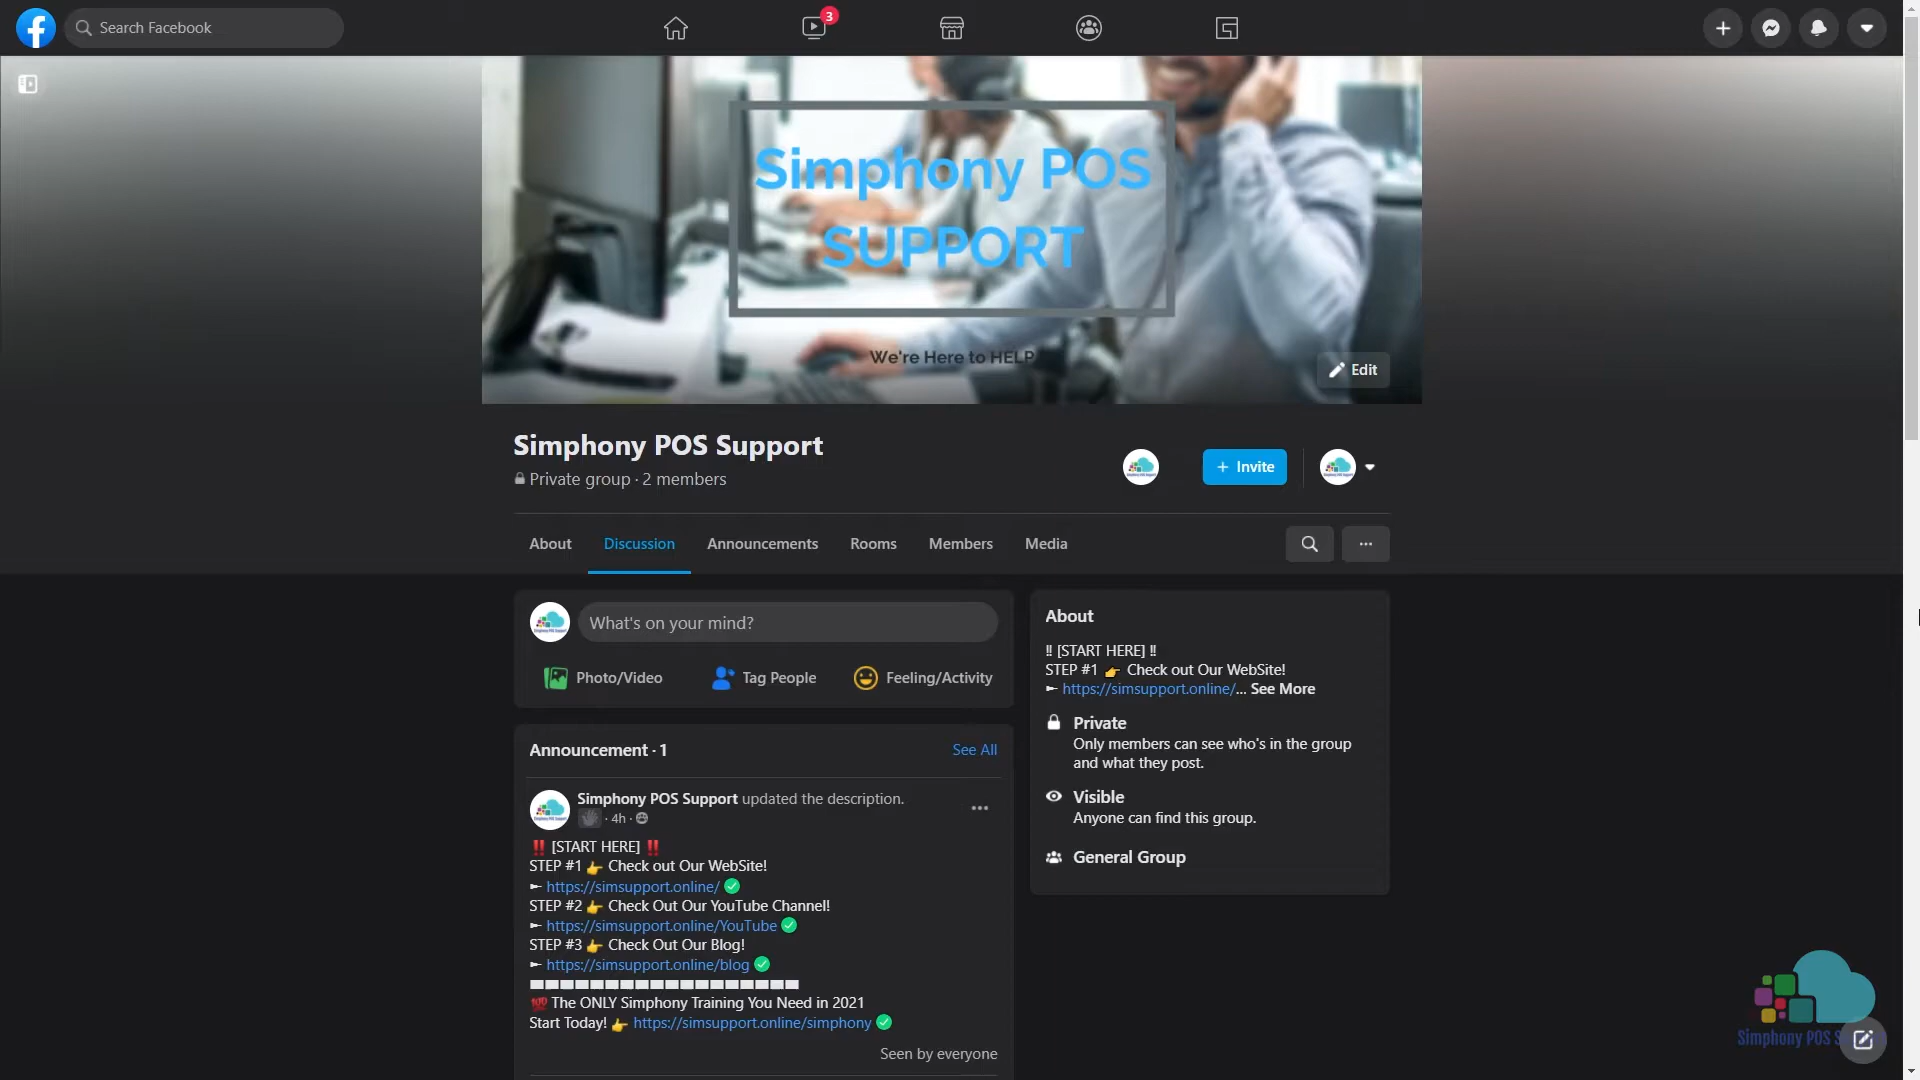 Search Facebook
3
Simphony POS
SUPPORT
We're Here to HELP
Edit
Simphony POS Support
Private group · 2 members
+ Invite
About
Discussion
Announcements
Rooms
Members
Media
What's on your mind?
Photo/Video
Tag People
Feeling/Activity
Announcement · 1
See All
Simphony POS Support updated the description.
· 4h ·
‼️ [START HERE] ‼️
STEP #1 👉 Check out Our WebSite!
➼ https://simsupport.online/ ✅
STEP #2 👉 Check Out Our YouTube Channel!
➼ https://simsupport.online/YouTube ✅
STEP #3 👉 Check Out Our Blog!
➼ https://simsupport.online/blog ✅
💯 The ONLY Simphony Training You Need in 2021
Start Today! 👉 https://simsupport.online/simphony ✅
Seen by everyone
About
‼ [START HERE] ‼
STEP #1 👉 Check out Our WebSite!
➼ https://simsupport.online/... See More
Private
Only members can see who's in the group
and what they post.
Visible
Anyone can find this group.
General Group
Simphony POS